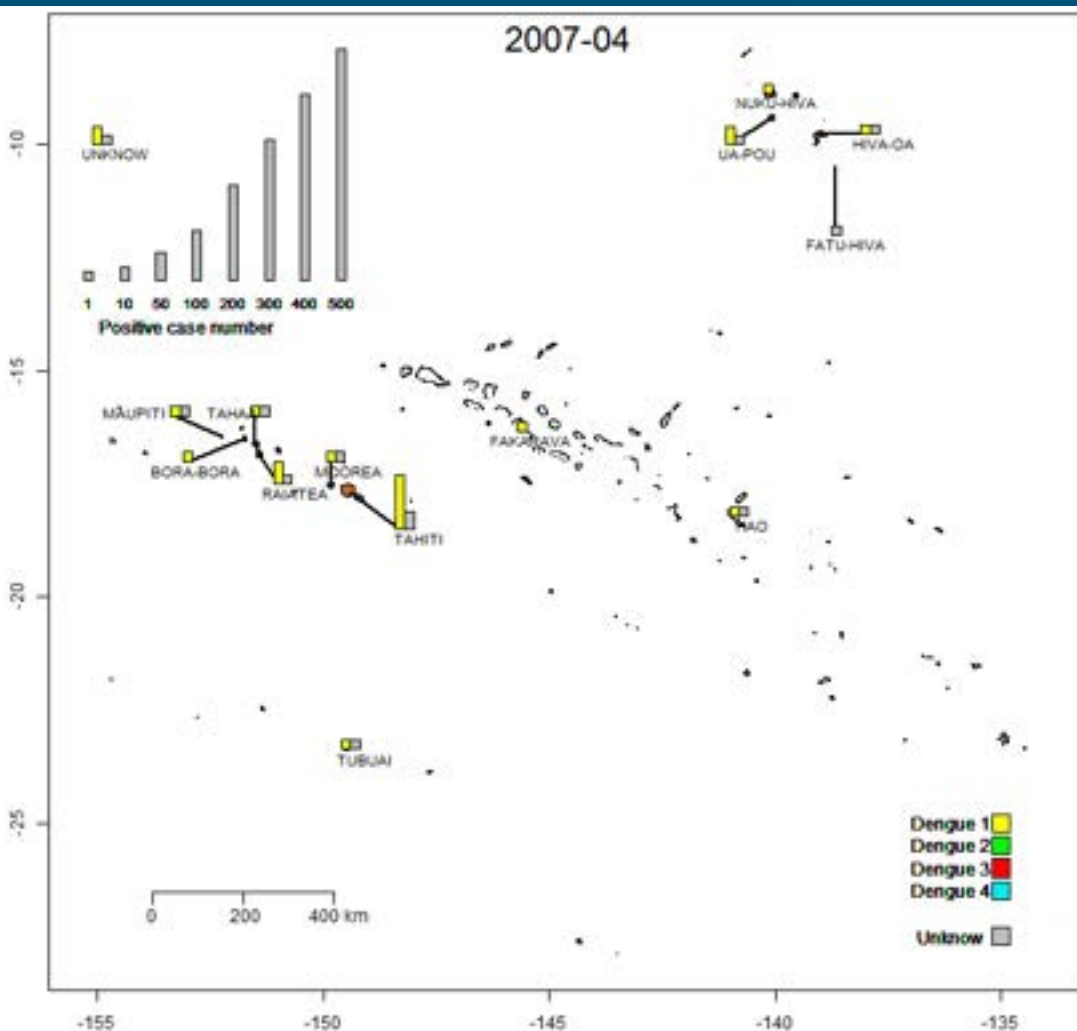 2007-04
NUKU-HIVA
UNKNOW
UA-POU
HIVA-OA
FATU-HIVA
1 10 50 100 200 300 400 500
Positive case number
MAUPITI
TAHAA
FAKARAVA
BORA-BORA
RAIATEA
MOOREA
TAHITI
HAO
TUBUAI
Dengue 1
Dengue 2
Dengue 3
Dengue 4
Unknow
0 200 400 km
-10
-15
-20
-25
-155 -150 -145 -140 -135